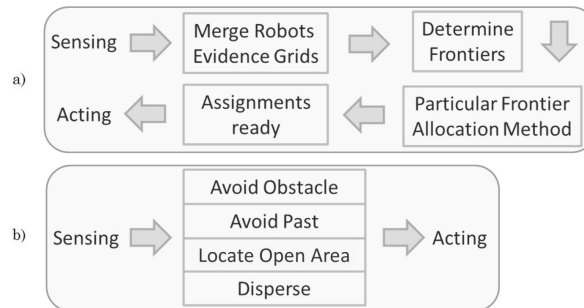 a)
Sensing
Merge Robots
Evidence Grids
Determine
Frontiers
Acting
Assignments
ready
Particular Frontier
Allocation Method
b)
Sensing
Avoid Obstacle
Avoid Past
Locate Open Area
Disperse
Acting